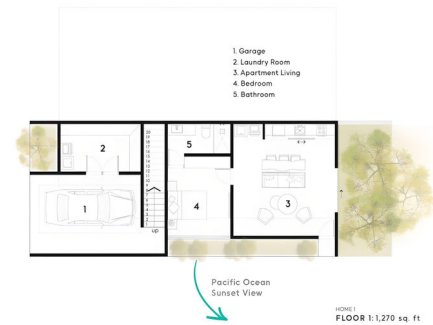 1. Garage
2. Laundry Room
3. Apartment Living
4. Bedroom
5. Bathroom
2
5
1
4
3
up
Pacific Ocean
Sunset View
HOME 1
FLOOR 1: 1,270 sq. ft